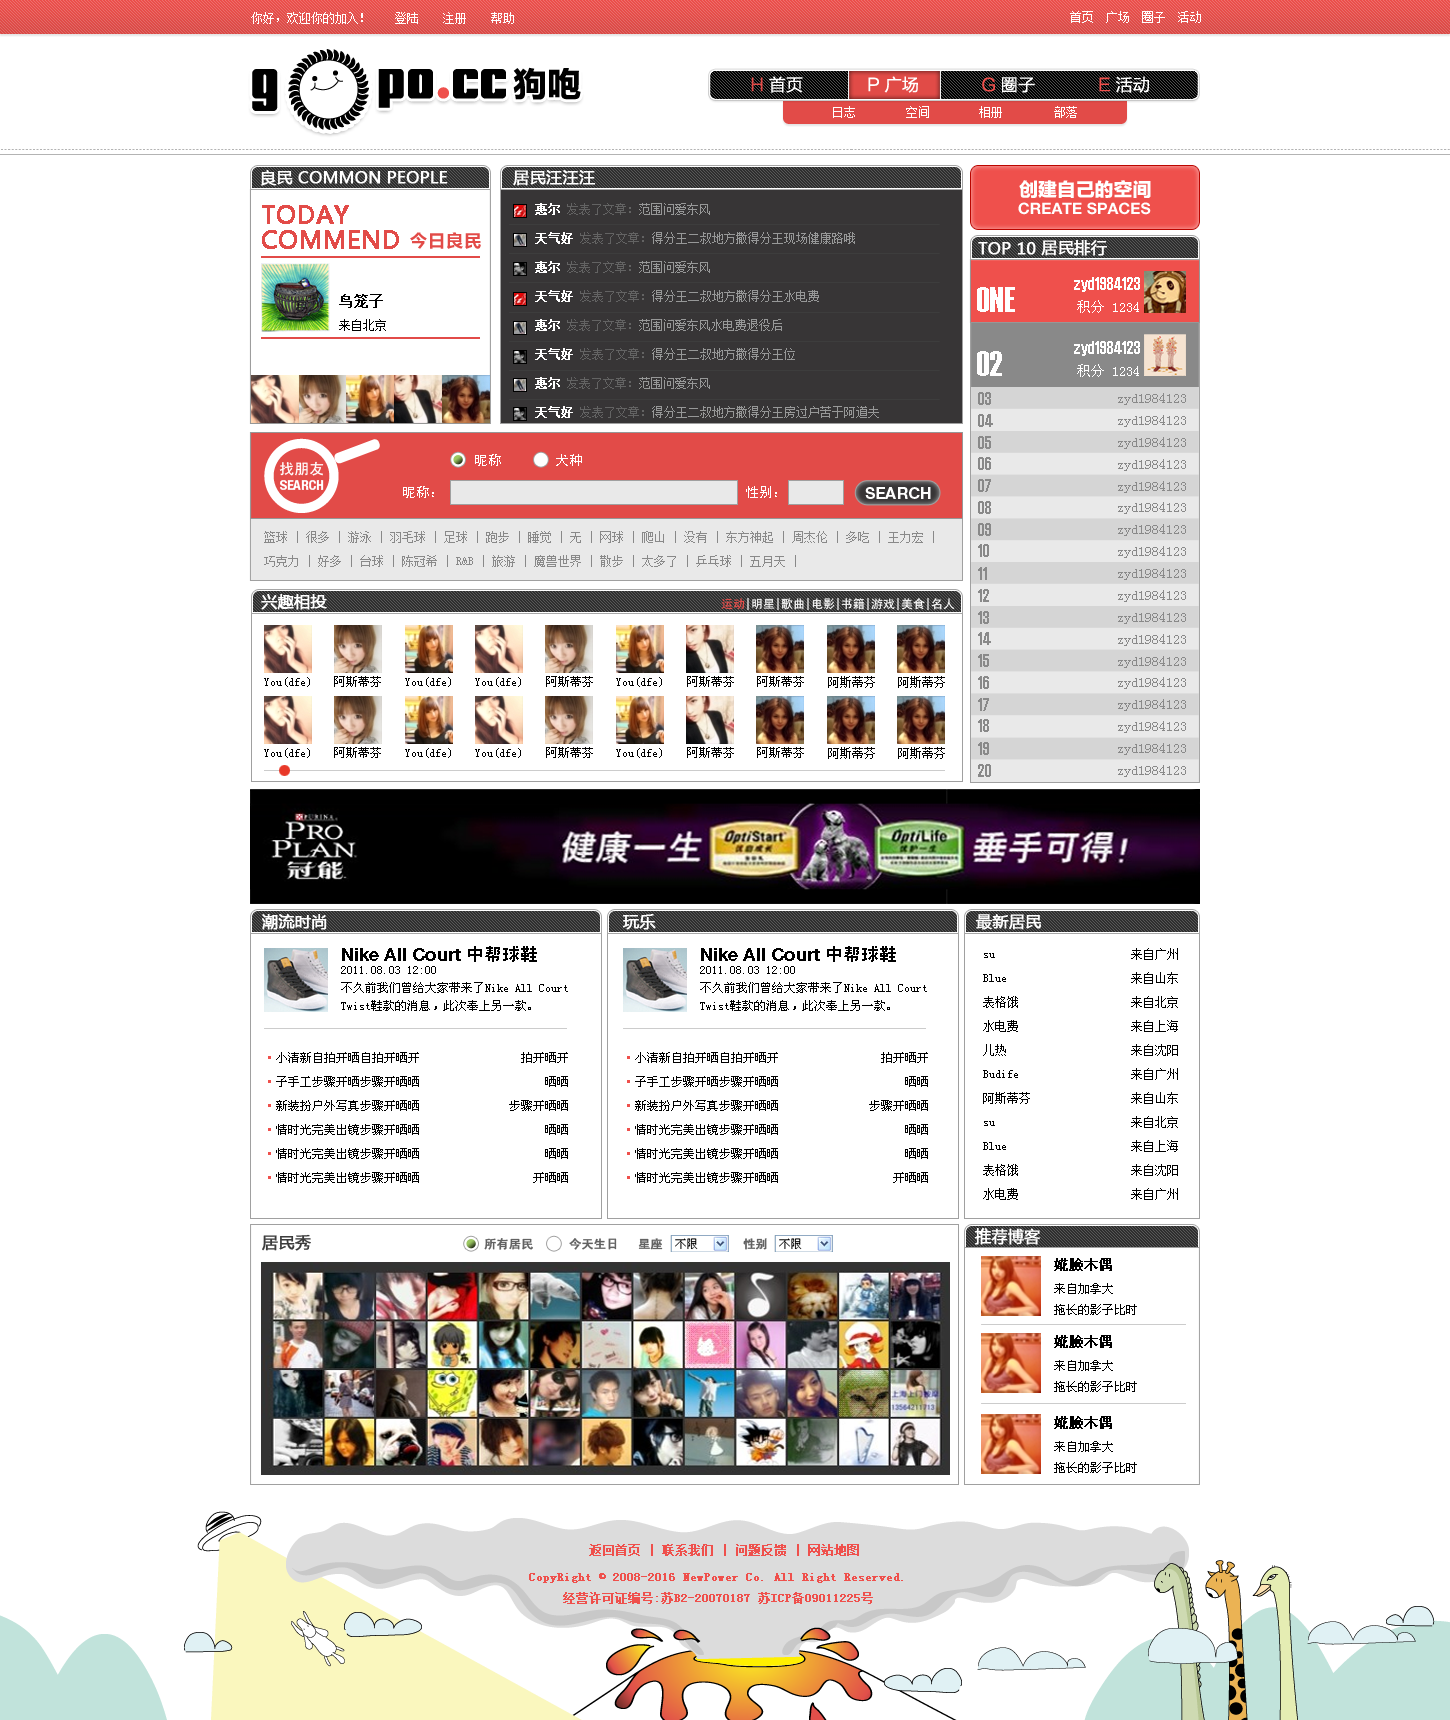 你好，欢迎你的加入！ 登陆 注册 帮助 首页 广场 圈子 活动
gopo.cc狗咆
H 首页 P 广场 G 圈子 E 活动
日志 空间 相册 部落
良民 COMMON PEOPLE
TODAY
COMMEND 今日良民
鸟笼子
来自北京
居民汪汪汪
惠尔 发表了文章：范围问爱东风
天气好 发表了文章：得分王二叔地方撒得分王现场健康路哦
惠尔 发表了文章：范围问爱东风
天气好 发表了文章：得分王二叔地方撒得分王水电费
惠尔 发表了文章：范围问爱东风水电费退役后
天气好 发表了文章：得分王二叔地方撒得分王位
惠尔 发表了文章：范围问爱东风
天气好 发表了文章：得分王二叔地方撒得分王房过户苦于阿道夫
创建自己的空间
CREATE SPACES
TOP 10 居民排行
ONE zyd1984123
积分 1234
02 zyd1984123
积分 1234
03 zyd1984123
04 zyd1984123
05 zyd1984123
06 zyd1984123
07 zyd1984123
08 zyd1984123
09 zyd1984123
10 zyd1984123
11 zyd1984123
12 zyd1984123
13 zyd1984123
14 zyd1984123
15 zyd1984123
16 zyd1984123
17 zyd1984123
18 zyd1984123
19 zyd1984123
20 zyd1984123
找朋友
SEARCH
昵称 犬种
昵称： 性别： SEARCH
篮球 | 很多 | 游泳 | 羽毛球 | 足球 | 跑步 | 睡觉 | 无 | 网球 | 爬山 | 没有 | 东方神起 | 周杰伦 | 多吃 | 王力宏 |
巧克力 | 好多 | 台球 | 陈冠希 | R&B | 旅游 | 魔兽世界 | 散步 | 太多了 | 乒乓球 | 五月天 |
兴趣相投 运动|明星|歌曲|电影|书籍|游戏|美食|名人
You(dfe) 阿斯蒂芬 You(dfe) You(dfe) 阿斯蒂芬 You(dfe) 阿斯蒂芬 阿斯蒂芬 阿斯蒂芬 阿斯蒂芬
You(dfe) 阿斯蒂芬 You(dfe) You(dfe) 阿斯蒂芬 You(dfe) 阿斯蒂芬 阿斯蒂芬 阿斯蒂芬 阿斯蒂芬
PURINA
PRO PLAN
冠能
健康一生 OptiStart OptiLife 垂手可得！
潮流时尚
Nike All Court 中帮球鞋
2011.08.03 12:00
不久前我们曾给大家带来了Nike All Court
Twist鞋款的消息，此次奉上另一款。
小清新自拍开晒自拍开晒开 拍开晒开
子手工步骤开晒步骤开晒晒 晒晒
新装扮户外写真步骤开晒晒 步骤开晒晒
情时光完美出镜步骤开晒晒 晒晒
情时光完美出镜步骤开晒晒 晒晒
情时光完美出镜步骤开晒晒 开晒晒
玩乐
Nike All Court 中帮球鞋
2011.08.03 12:00
不久前我们曾给大家带来了Nike All Court
Twist鞋款的消息，此次奉上另一款。
小清新自拍开晒自拍开晒开 拍开晒开
子手工步骤开晒步骤开晒晒 晒晒
新装扮户外写真步骤开晒晒 步骤开晒晒
情时光完美出镜步骤开晒晒 晒晒
情时光完美出镜步骤开晒晒 晒晒
情时光完美出镜步骤开晒晒 开晒晒
最新居民
su 来自广州
Blue 来自山东
表格饿 来自北京
水电费 来自上海
儿热 来自沈阳
Budife 来自广州
阿斯蒂芬 来自山东
su 来自北京
Blue 来自上海
表格饿 来自沈阳
水电费 来自广州
居民秀 所有居民 今天生日 星座 不限 性别 不限
13564211713
推荐博客
婲臉木偶
来自加拿大
拖长的影子比时
婲臉木偶
来自加拿大
拖长的影子比时
婲臉木偶
来自加拿大
拖长的影子比时
返回首页 | 联系我们 | 问题反馈 | 网站地图
CopyRight © 2008-2016 NewPower Co. All Right Reserved.
经营许可证编号：苏B2-20070187 苏ICP备09011225号